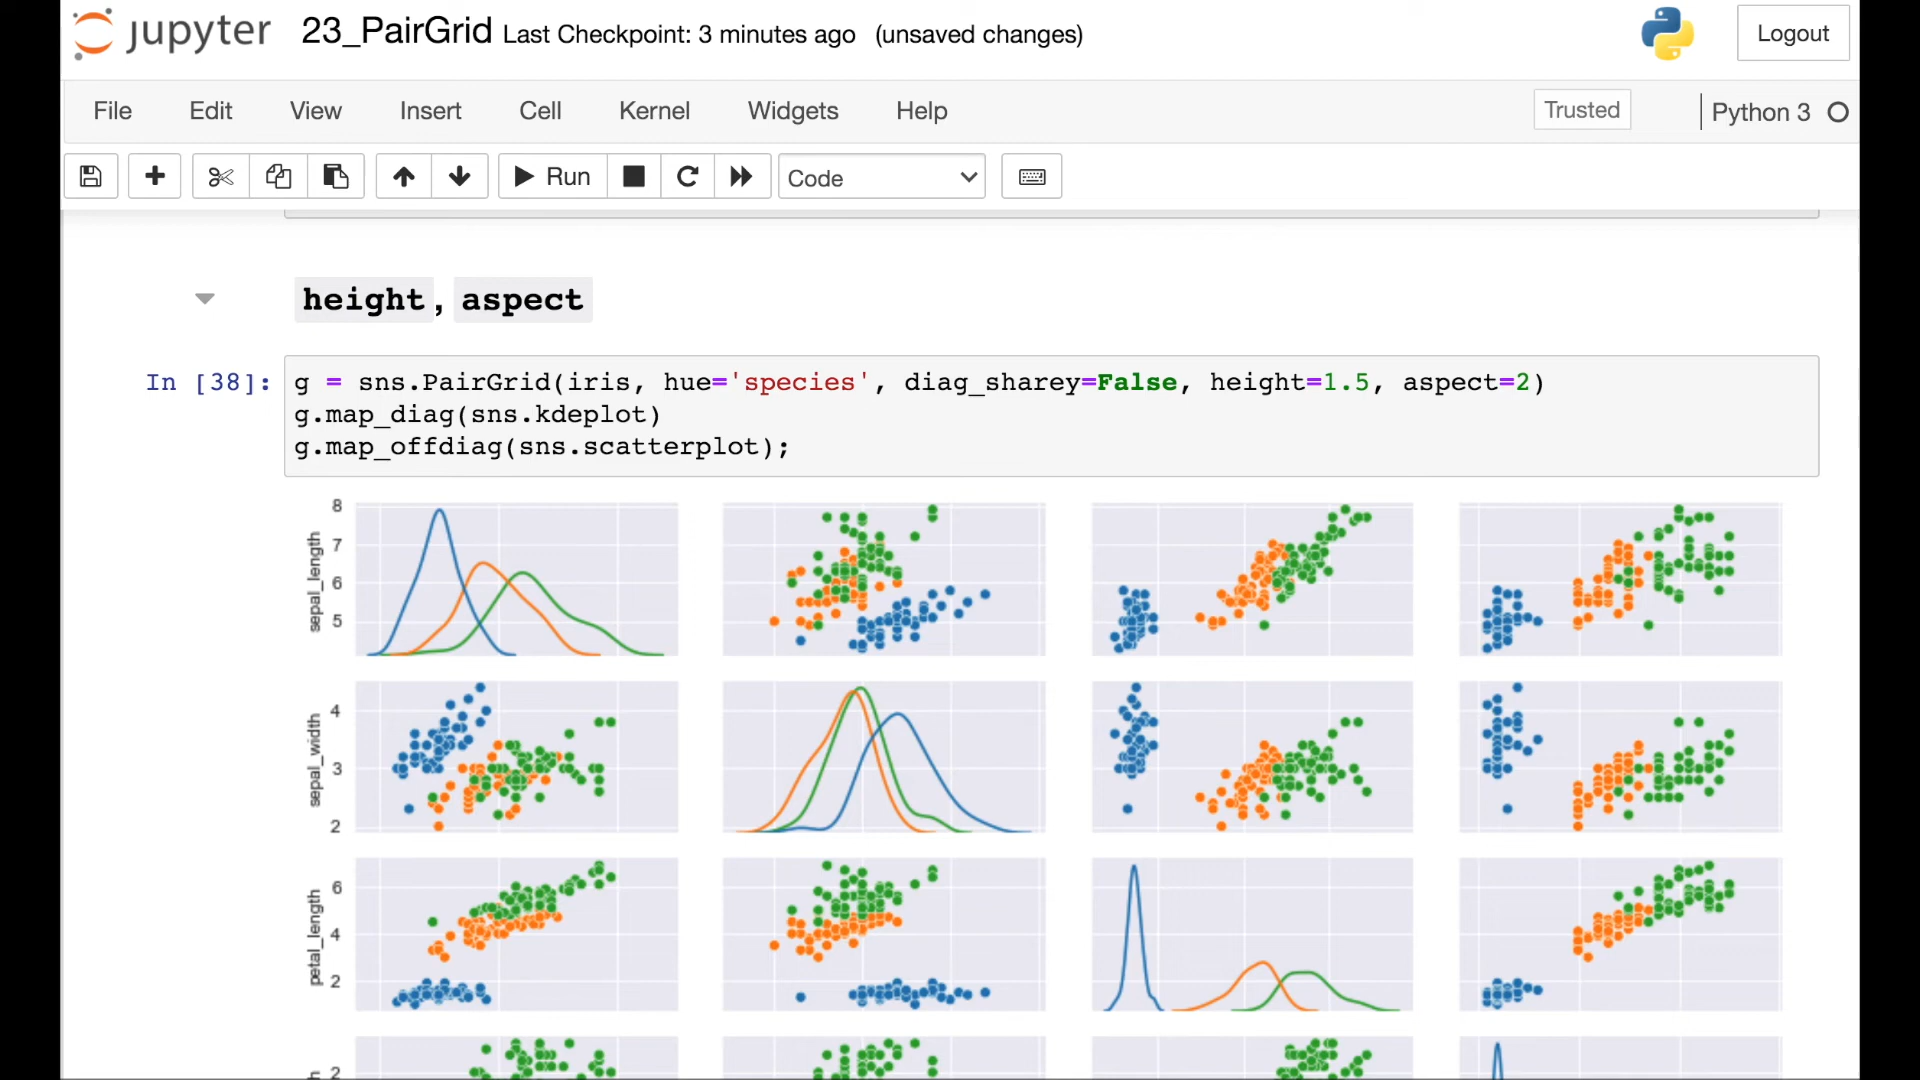 jupyter 23_PairGrid Last Checkpoint: 3 minutes ago (unsaved changes) Logout
File Edit View Insert Cell Kernel Widgets Help Trusted Python 3
Run Code
height, aspect
In [38]: g = sns.PairGrid(iris, hue='species', diag_sharey=False, height=1.5, aspect=2)
g.map_diag(sns.kdeplot)
g.map_offdiag(sns.scatterplot);
8
7
6
5
sepal_length
4
3
2
sepal_width
6
4
2
petal_length
2